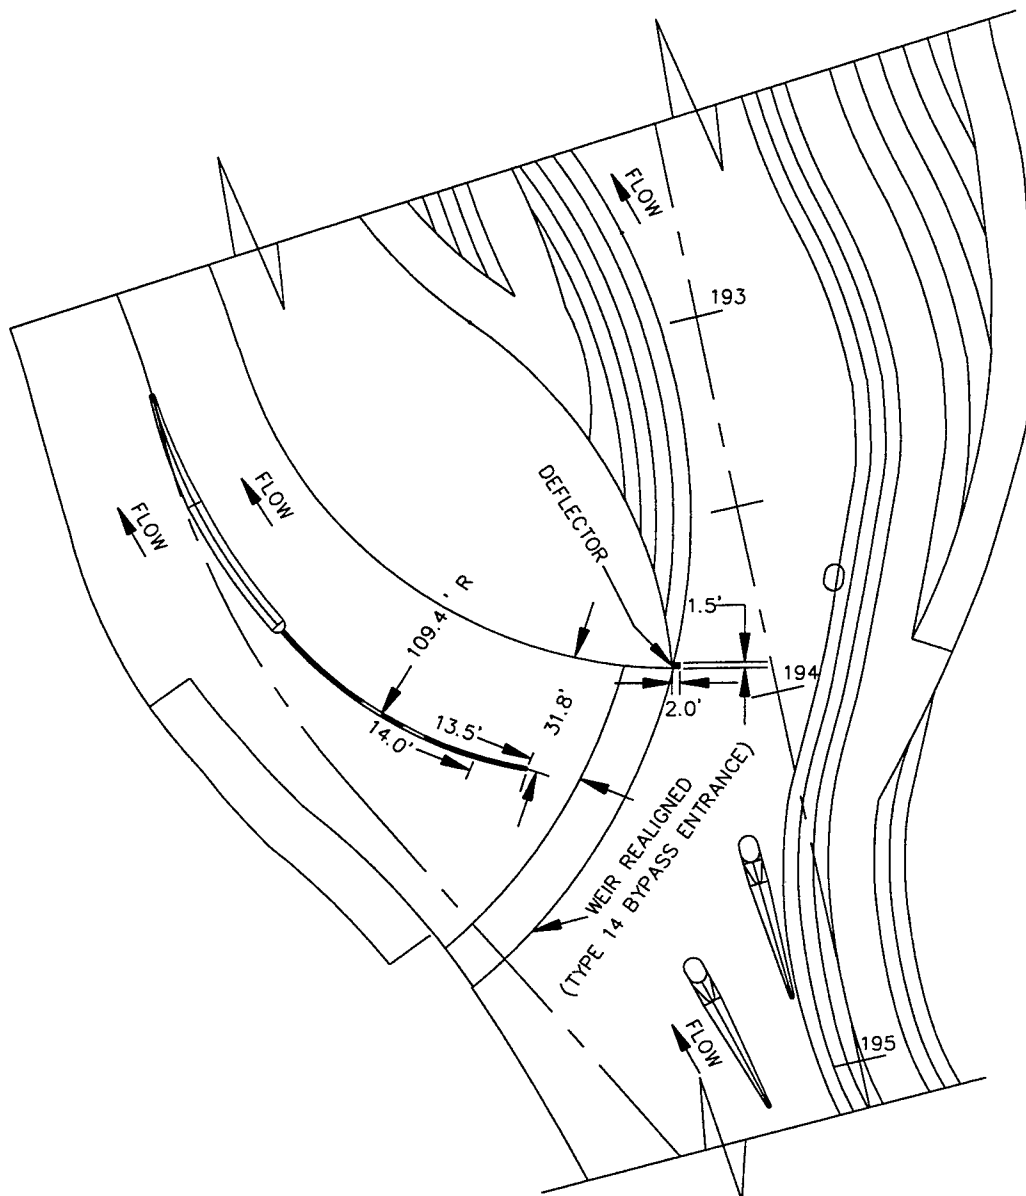 FLOW
193
DEFLECTOR
FLOW
FLOW
109.4' R
1.5'
194
2.0'
31.8'
13.5'
14.0'
WEIR REALIGNED
(TYPE 14 BYPASS ENTRANCE)
FLOW
195